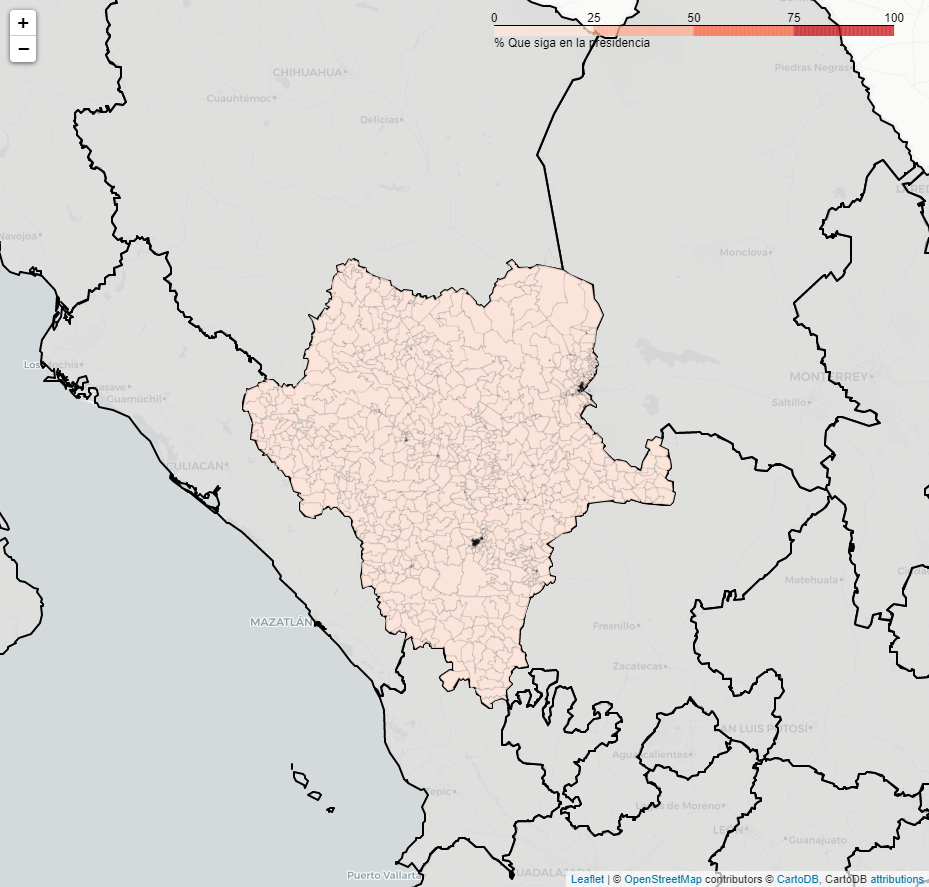 +
−
0 25 50 75 100
% Que siga en la presidencia
Piedras Negras
CHIHUAHUA
Cuauhtémoc
Delicias
LARED
Navojoa
Monclova
Los Mochis
MONTERREY
Guasave
Guamúchil
Saltillo
CULIACÁN
Matehuala
Ciuda
MAZATLÁN
Fresnillo
Zacatecas
SAN LUIS POTOSÍ
Aguascalientes
Tepic
Lagos de Moreno
LEÓN
Guanajuato
Puerto Vallarta
GUADALAJARA
Leaflet | © OpenStreetMap contributors © CartoDB, CartoDB attributions